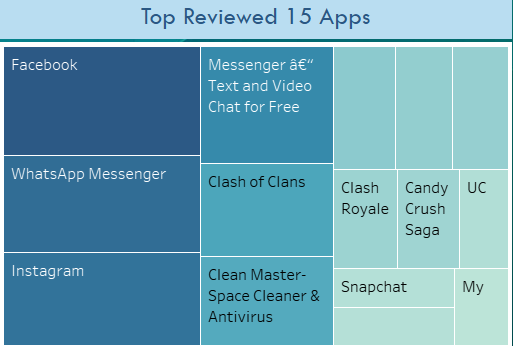 Top Reviewed 15 Apps
Facebook
WhatsApp Messenger
Instagram
Messenger â€“
Text and Video
Chat for Free
Clash of Clans
Clean Master-
Space Cleaner &
Antivirus
Clash
Royale
Candy
Crush
Saga
UC
Snapchat
My